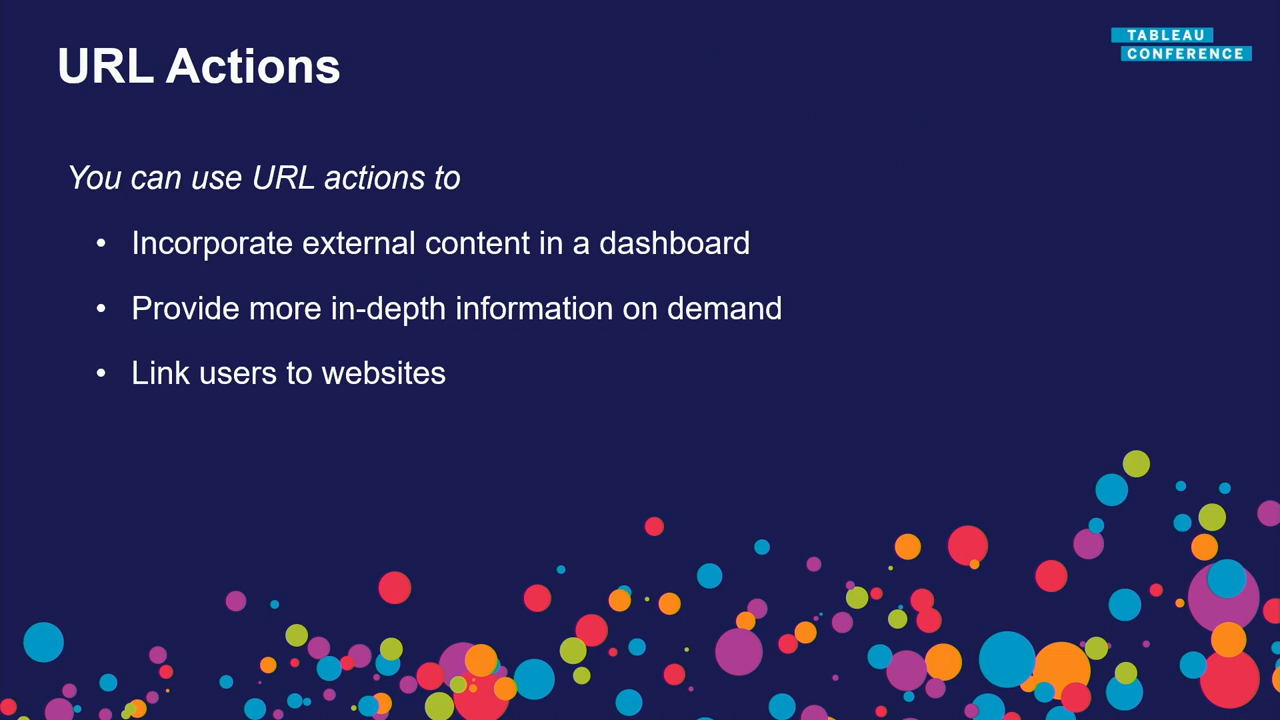 URL Actions
TABLEAU
CONFERENCE
You can use URL actions to
• Incorporate external content in a dashboard
• Provide more in-depth information on demand
• Link users to websites